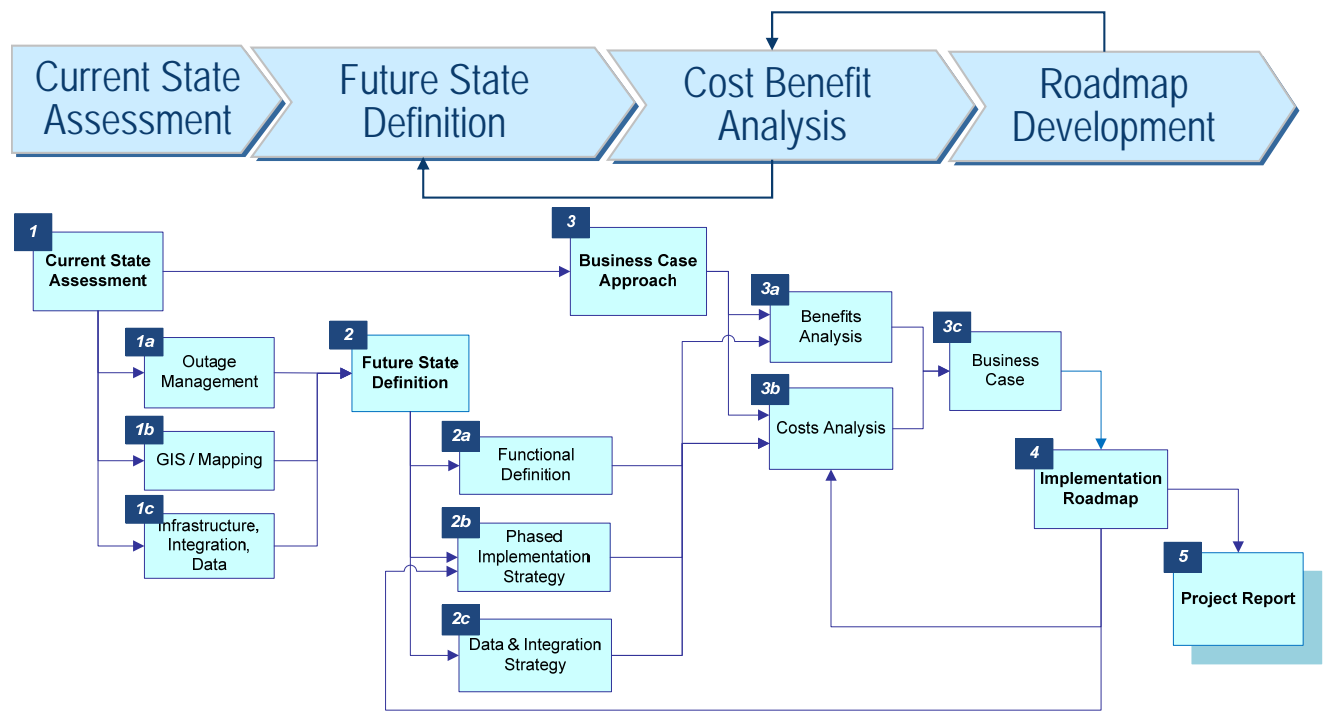 Current State
Assessment
Future State
Definition
Cost Benefit
Analysis
Roadmap
Development
1
Current State
Assessment
3
Business Case
Approach
3a
Benefits
Analysis
3c
Business
Case
1a
Outage
Management
2
Future State
Definition
3b
Costs Analysis
1b
GIS / Mapping
2a
Functional
Definition
4
Implementation
Roadmap
1c
Infrastructure,
Integration,
Data
2b
Phased
Implementation
Strategy
5
Project Report
2c
Data & Integration
Strategy